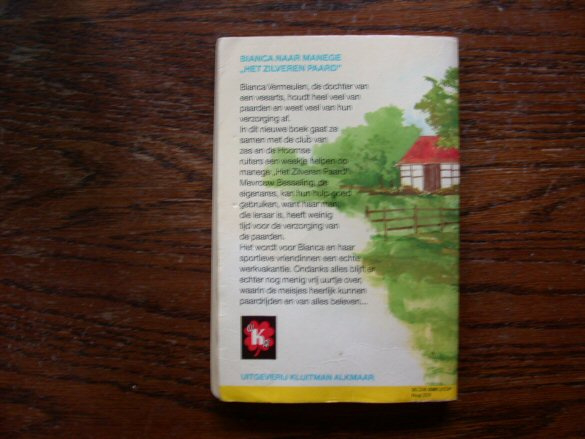 BIANCA NAAR MANEGE
„HET ZILVEREN PAARD"
Bianca Vermeulen, de dochter van
een veearts, houdt heel veel van
paarden en weet veel van hun
verzorging af.
In dit nieuwe boek gaat ze
samen met de club van
zes en de Hoornse
ruiters een weekje helpen op
manege „Het Zilveren Paard".
Mevrouw Besseling, de
eigenares, kan hun hulp goed
gebruiken, want haar man,
die leraar is, heeft weinig
tijd voor de verzorging van
de paarden.
Het wordt voor Bianca en haar
sportieve vriendinnen een echte
werkvakantie. Ondanks alles blijft er
echter nog menig vrij uurtje over,
waarin de meisjes heerlijk kunnen
paardrijden en van alles beleven...
K
UITGEVERIJ KLUITMAN ALKMAAR